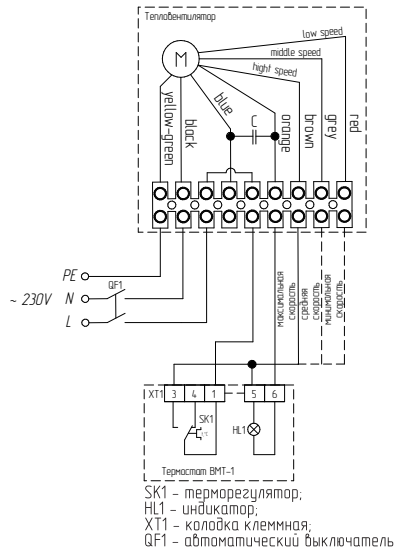 Тепловентилятор
low speed
middle speed
hight speed
M
yellow-green
black
blue
C
orange
brown
grey
red
PE
~ 230V
N
QF1
L
максимальная
скорость
средняя
скорость
минимальная
скорость
XT1
3
4
1
5
6
SK1
t°C
HL1
Термостат ВМТ-1
SK1 - терморегулятор;
HL1 - индикатор;
XT1 - колодка клеммная;
QF1 - автоматический выключатель